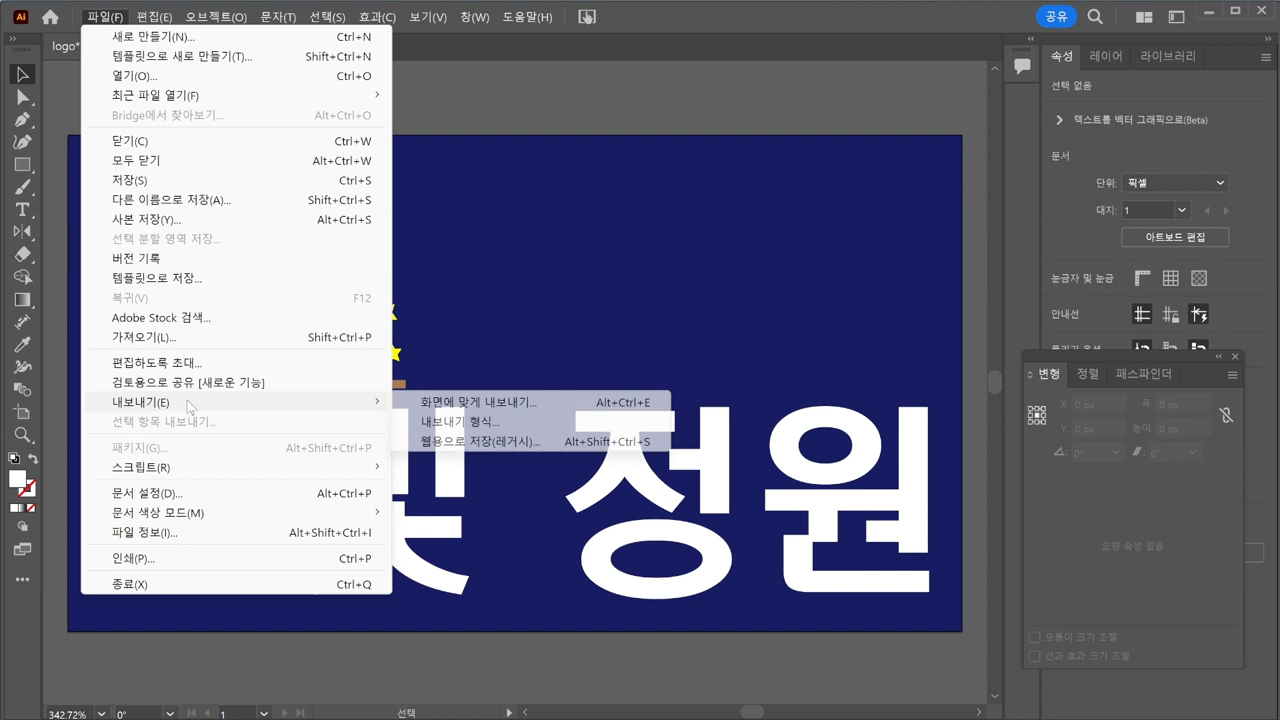 Ai 파일(F) 편집(E) 오브젝트(O) 문자(T) 선택(S) 효과(C) 보기(V) 창(W) 도움말(H) 공유
logo*
새로 만들기(N)... Ctrl+N
템플릿으로 새로 만들기(T)... Shift+Ctrl+N
열기(O)... Ctrl+O
최근 파일 열기(F)
Bridge에서 찾아보기... Alt+Ctrl+O
닫기(C) Ctrl+W
모두 닫기 Alt+Ctrl+W
저장(S) Ctrl+S
다른 이름으로 저장(A)... Shift+Ctrl+S
사본 저장(Y)... Alt+Ctrl+S
선택 분할 영역 저장...
버전 기록
템플릿으로 저장...
복귀(V) F12
Adobe Stock 검색...
가져오기(L)... Shift+Ctrl+P
편집하도록 초대...
검토용으로 공유 [새로운 기능]
내보내기(E)
선택 항목 내보내기...
패키지(G)... Alt+Shift+Ctrl+P
스크립트(R)
문서 설정(D)... Alt+Ctrl+P
문서 색상 모드(M)
파일 정보(I)... Alt+Shift+Ctrl+I
인쇄(P)... Ctrl+P
종료(X) Ctrl+Q
화면에 맞게 내보내기... Alt+Ctrl+E
내보내기 형식...
웹용으로 저장(레거시)... Alt+Shift+Ctrl+S
정원
속성 레이어 라이브러리
선택 없음
텍스트를 벡터 그래픽으로(Beta)
문서
단위: 픽셀
대지: 1
아트보드 편집
눈금자 및 눈금
안내선
변형 정렬 패스파인더
X: 0 px 폭: 0 px
Y: 0 px 높이: 0 px
0° 0°
모양 속성 없음
모퉁이 크기 조절
선과 효과 크기 조절
342.72% 0° 1 선택